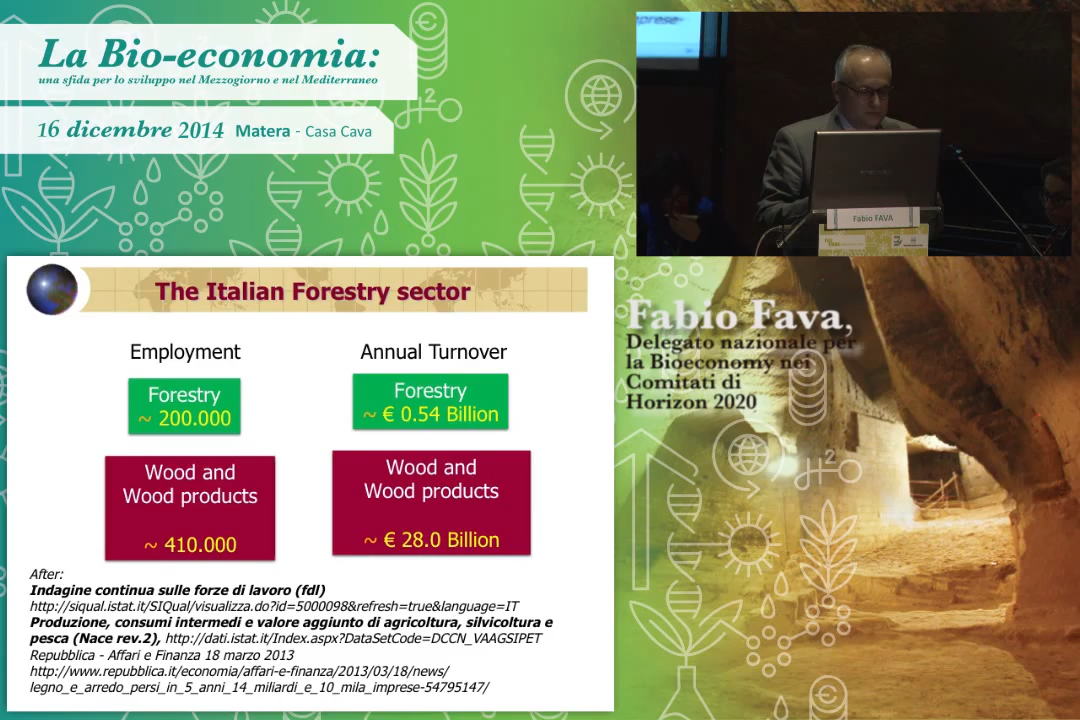 La Bio-economia:
una sfida per lo sviluppo nel Mezzogiorno e nel Mediterraneo
16 dicembre 2014 Matera - Casa Cava
Fabio FAVA
The Italian Forestry sector
Employment
Annual Turnover
Forestry
~ 200.000
Forestry
~ € 0.54 Billion
Wood and
Wood products
~ 410.000
Wood and
Wood products
~ € 28.0 Billion
After:
Indagine continua sulle forze di lavoro (fdl)
http://siqual.istat.it/SIQual/visualizza.do?id=5000098&refresh=true&language=IT
Produzione, consumi intermedi e valore aggiunto di agricoltura, silvicoltura e
pesca (Nace rev.2), http://dati.istat.it/Index.aspx?DataSetCode=DCCN_VAAGSIPET
Repubblica - Affari e Finanza 18 marzo 2013
http://www.repubblica.it/economia/affari-e-finanza/2013/03/18/news/
legno_e_arredo_persi_in_5_anni_14_miliardi_e_10_mila_imprese-54795147/
Fabio Fava,
Delegato nazionale per
la Bioeconomy nei
Comitati di
Horizon 2020